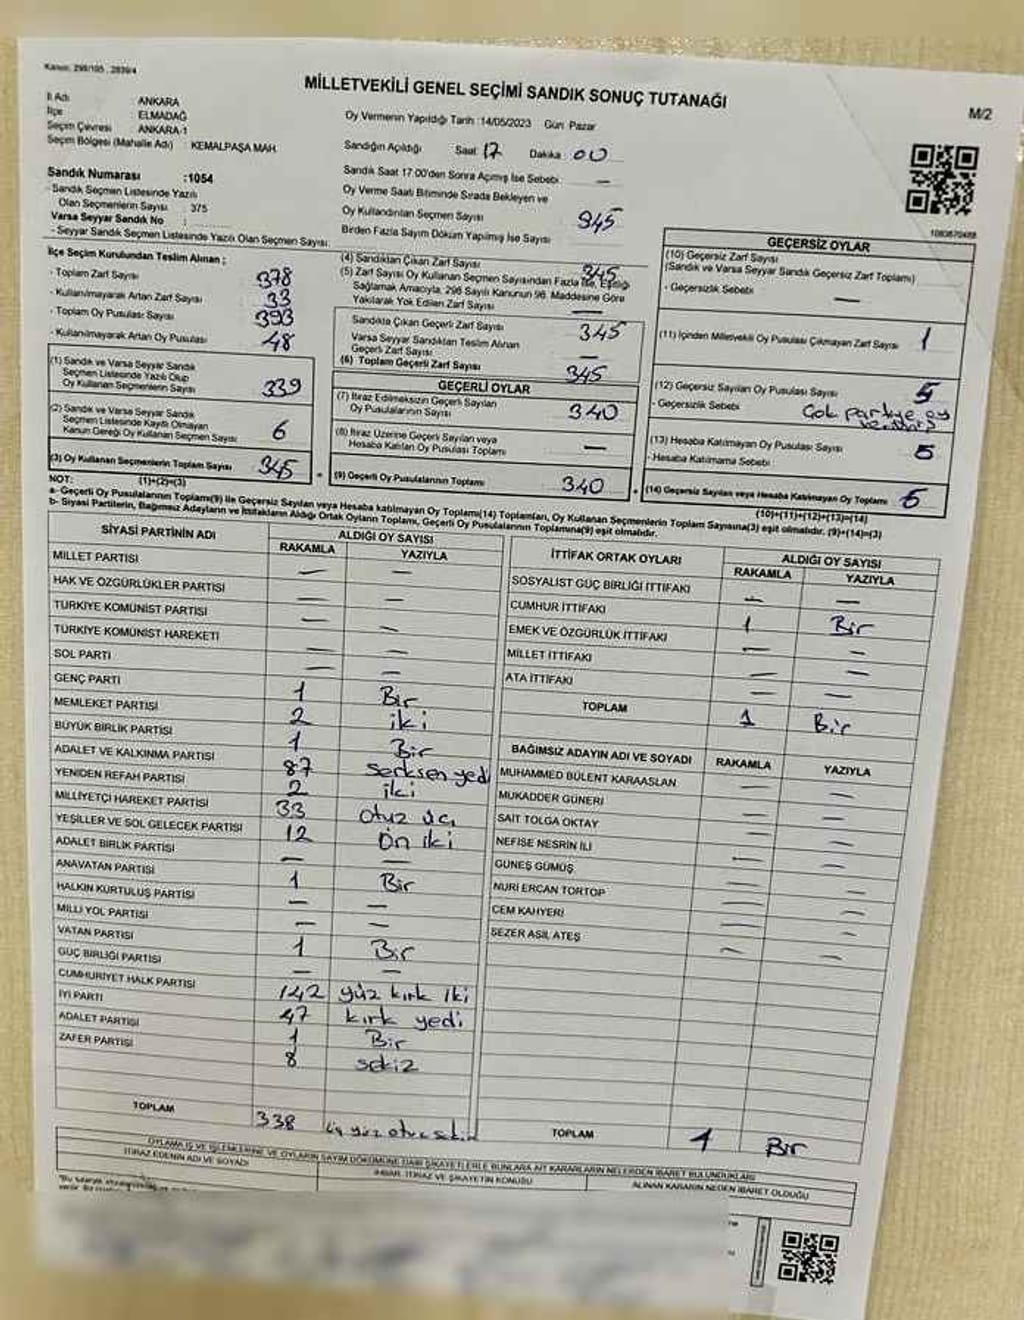 Kanun: 298/105 , 2839/4
MİLLETVEKİLİ GENEL SEÇİMİ SANDIK SONUÇ TUTANAĞI
M/2
İl Adı : ANKARA
İlçe : ELMADAĞ
Seçim Çevresi : ANKARA-1
Seçim Bölgesi (Mahalle Adı) : KEMALPAŞA MAH.
Sandık Numarası :1054
- Sandık Seçmen Listesinde Yazılı
Olan Seçmenlerin Sayısı : 375
Varsa Seyyar Sandık No :
- Seyyar Sandık Seçmen Listesinde Yazılı Olan Seçmen Sayısı:
Oy Vermenin Yapıldığı Tarih :14/05/2023 Gün: Pazar
Sandığın Açıldığı Saat 17 Dakika 00
Sandık Saat 17:00'den Sonra Açımış İse Sebebi: —
Oy Verme Saati Bitiminde Sırada Bekleyen ve
Oy Kullandırılan Seçmen Sayısı 345
Birden Fazla Sayım Döküm Yapılmış İse Sayısı
1080870488
İlçe Seçim Kurulundan Teslim Alınan ;
- Toplam Zarf Sayısı 378
- Kullanılmayarak Artan Zarf Sayısı 33
- Toplam Oy Pusulası Sayısı 393
- Kullanılmayarak Artan Oy Pusulası 48
(1) Sandık ve Varsa Seyyar Sandık
Seçmen Listesinde Yazılı Olup
Oy Kullanan Seçmenlerin Sayısı 339
(2) Sandık ve Varsa Seyyar Sandık
Seçmen Listesinde Kayıtlı Olmayan
Kanun Gereği Oy Kullanan Seçmen Sayısı 6
(3) Oy Kullanan Seçmenlerin Toplam Sayısı 345
(1)+(2)=(3)
(4) Sandıktan Çıkan Zarf Sayısı 345
(5) Zarf Sayısı Oy Kullanan Seçmen Sayısından Fazla İse, Eşitliği
Sağlamak Amacıyla, 298 Sayılı Kanunun 98. Maddesine Göre
Yakılarak Yok Edilen Zarf Sayısı —
Sandıkta Çıkan Geçerli Zarf Sayısı 345
Varsa Seyyar Sandıktan Teslim Alınan
Geçerli Zarf Sayısı —
(6) Toplam Geçerli Zarf Sayısı 345
GEÇERLİ OYLAR
(7) İtiraz Edilmeksizin Geçerli Sayılan
Oy Pusulalarının Sayısı 340
(8) İtiraz Üzerine Geçerli Sayılan veya
Hesaba Katılan Oy Pusulası Toplamı —
= (9) Geçerli Oy Pusulalarının Toplamı 340
GEÇERSİZ OYLAR
(10) Geçersiz Zarf Sayısı
(Sandık ve Varsa Seyyar Sandık Geçersiz Zarf Toplamı)
- Geçersizlik Sebebi —
(11) İçinden Milletvekili Oy Pusulası Çıkmayan Zarf Sayısı 1
(12) Geçersiz Sayılan Oy Pusulası Sayısı 5
- Geçersizlik Sebebi Çok partiye oy
(13) Hesaba Katılmayan Oy Pusulası Sayısı 5
- Hesaba Katılmama Sebebi
(14) Geçersiz Sayılan veya Hesaba Katılmayan Oy Toplamı
(10)+(11)+(12)+(13)=(14)
NOT:
a- Geçerli Oy Pusulalarının Toplamı(9) ile Geçersiz Sayılan veya Hesaba katılmayan Oy Toplamı(14) Toplamları, Oy Kullanan Seçmenlerin Toplam Sayısına(3) eşit olmalıdır. (9)+(14)=(3)
b- Siyasi Partilerin, Bağımsız Adayların ve İttifakların Aldığı Ortak Oyların Toplamı, Geçerli Oy Pusulalarının Toplamına(9) eşit olmalıdır.
SİYASİ PARTİNİN ADI ALDIĞI OY SAYISI
RAKAMLA YAZIYLA
MİLLET PARTİSİ — —
HAK VE ÖZGÜRLÜKLER PARTİSİ — —
TÜRKİYE KOMÜNİST PARTİSİ —
TÜRKİYE KOMÜNİST HAREKETİ —
SOL PARTİ — —
GENÇ PARTİ — —
MEMLEKET PARTİSİ 1 Bir
BÜYÜK BİRLİK PARTİSİ 2 iki
ADALET VE KALKINMA PARTİSİ 1 Bir
YENİDEN REFAH PARTİSİ 87 Serksen yedi
MİLLİYETÇİ HAREKET PARTİSİ 2 iki
YEŞİLLER VE SOL GELECEK PARTİSİ 33 Otuz üç
ADALET BİRLİK PARTİSİ 12 On iki
ANAVATAN PARTİSİ — —
HALKIN KURTULUŞ PARTİSİ 1 Bir
MİLLİ YOL PARTİSİ — —
VATAN PARTİSİ — —
GÜÇ BİRLİĞİ PARTİSİ 1 Bir
CUMHURİYET HALK PARTİSİ — —
İYİ PARTİ 142 yüz kırk iki
ADALET PARTİSİ 47 kırk yedi
ZAFER PARTİSİ 1 Bir
8 sekiz
TOPLAM 338 üç yüz otuz sekiz
İTTİFAK ORTAK OYLARI ALDIĞI OY SAYISI
RAKAMLA YAZIYLA
SOSYALİST GÜÇ BİRLİĞİ İTTİFAKI — —
CUMHUR İTTİFAKI 1 Bir
EMEK VE ÖZGÜRLÜK İTTİFAKI — —
MİLLET İTTİFAKI — —
ATA İTTİFAKI — —
TOPLAM 1 Bir
BAĞIMSIZ ADAYIN ADI VE SOYADI RAKAMLA YAZIYLA
MUHAMMED BÜLENT KARAASLAN — —
MUKADDER GÜNERİ — —
SAİT TOLGA OKTAY — —
NEFİSE NESRİN İLİ — —
GÜNEŞ GÜMÜŞ — —
NURİ ERCAN TORTOP — —
CEM KAHYERİ — —
SEZER ASIL ATEŞ — —
TOPLAM 1 Bir
OYLAMA İŞ VE İŞLEMLERİNE VE OYLARIN SAYIM DÖKÜMÜNE DAİR ŞİKAYETLERLE BUNLARA AİT KARARLARIN NELERDEN İBARET BULUNDUKLARI
İTİRAZ EDENİN ADI VE SOYADI İHBAR, İTİRAZ VE ŞİKAYETİN KONUSU ALINAN KARARIN NEDEN İBARET OLDUĞU